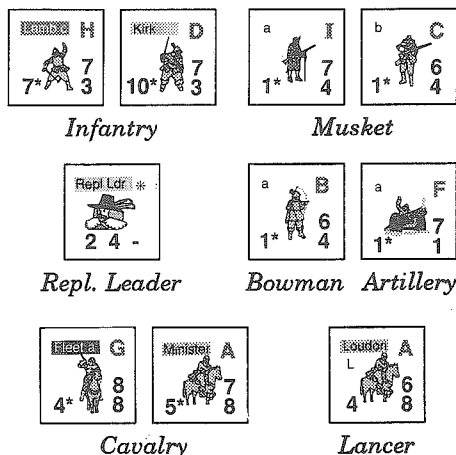 H
7* 7
3
Kirk D
10* 7
3
a I
1* 7
4
b C
1* 6
4
Infantry Musket
Repl Ldr *
2 4 -
a B
1* 6
4
a F
1* 7
1
Repl. Leader Bowman Artillery
Fleet a G
4* 8
8
Minister A
5* 7
8
Loudon A
L
4 6
8
Cavalry Lancer